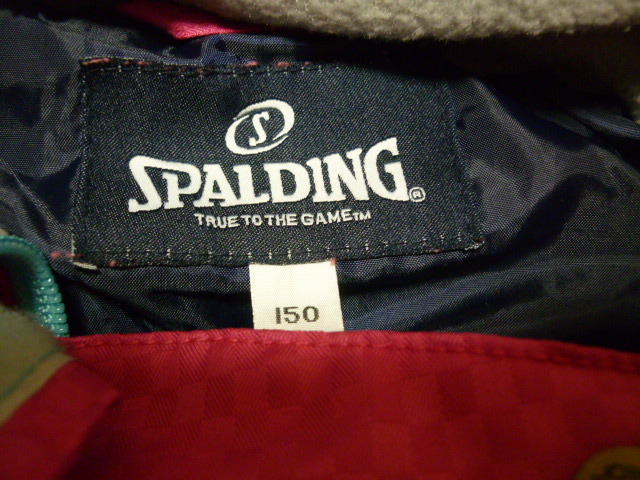 S
SPALDING®
TRUE TO THE GAME™
150